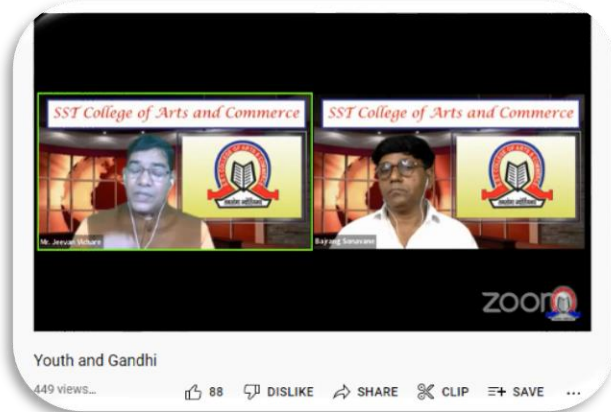 SST College of Arts and Commerce
SST College of Arts and Commerce
Mr. Jeevan
Bajrang Sonavane
zoom
Youth and Gandhi
449 views...
88 DISLIKE SHARE CLIP SAVE ...